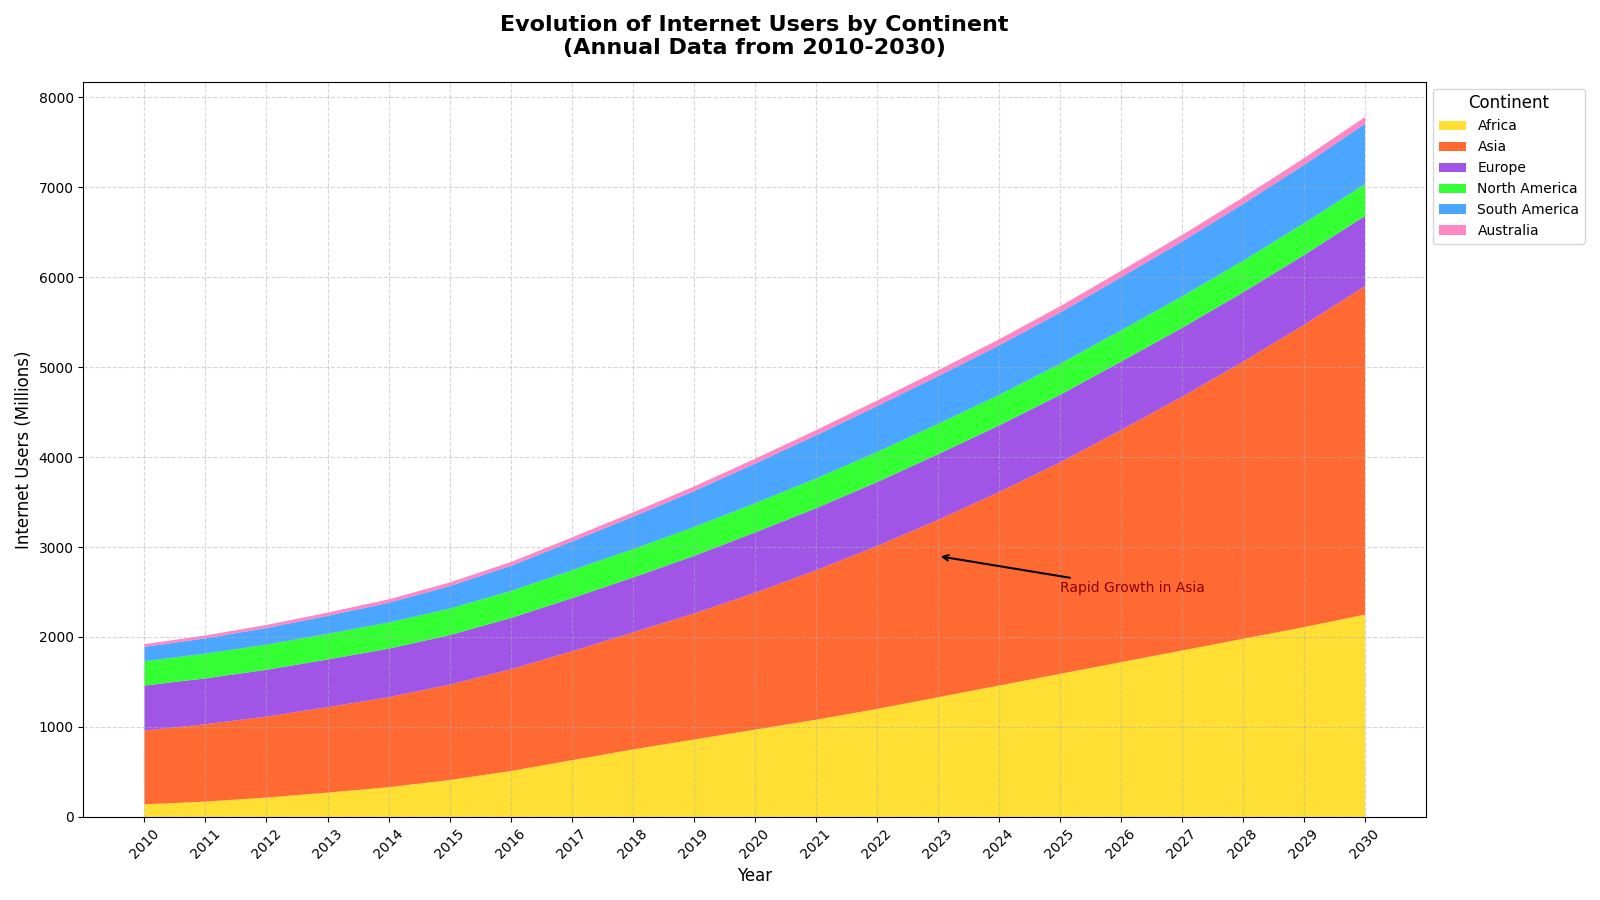 Evolution of Internet Users by Continent
(Annual Data from 2010-2030)
Internet Users (Millions)
8000
7000
6000
5000
4000
3000
2000
1000
0
Rapid Growth in Asia
Continent
Africa
Asia
Europe
North America
South America
Australia
2010 2011 2012 2013 2014 2015 2016 2017 2018 2019 2020 2021 2022 2023 2024 2025 2026 2027 2028 2029 2030
Year